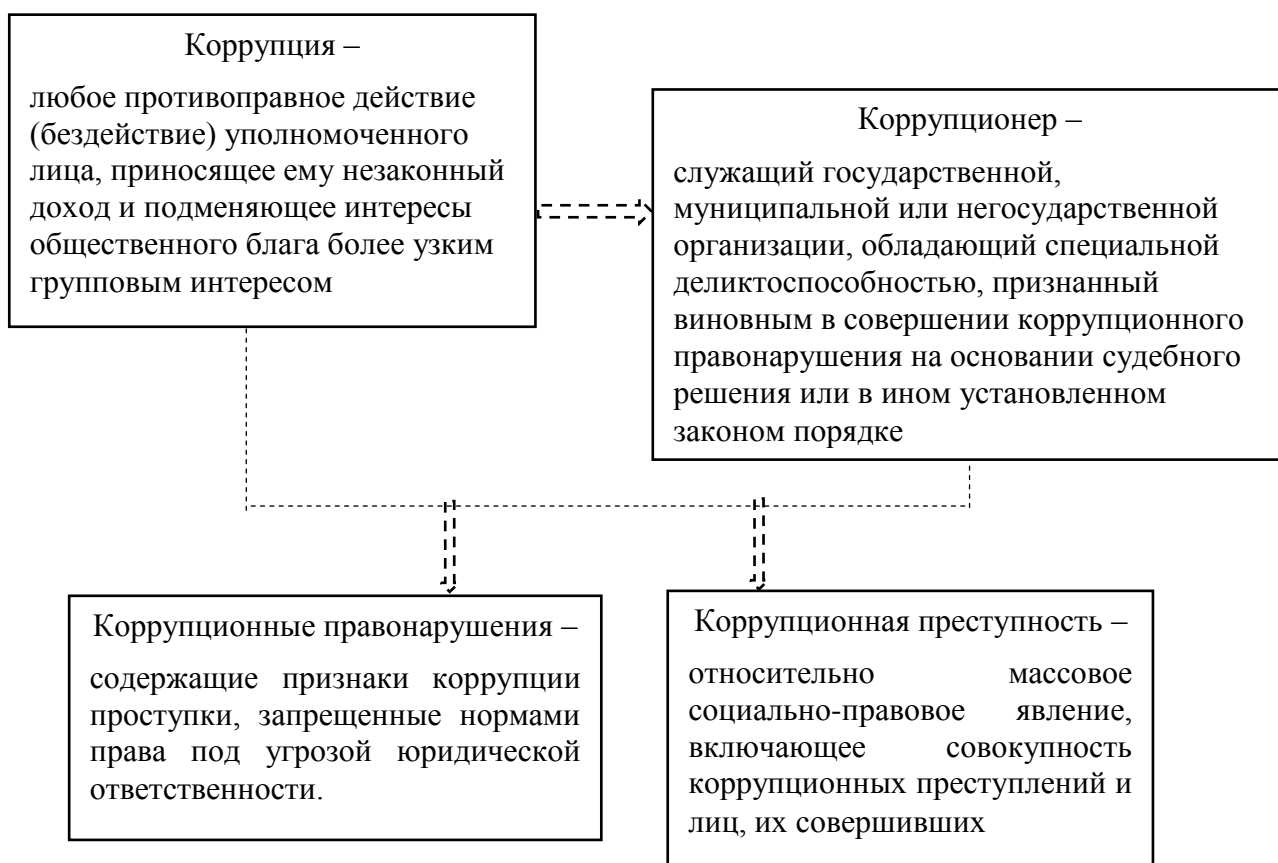 Коррупция –
любое противоправное действие
(бездействие) уполномоченного
лица, приносящее ему незаконный
доход и подменяющее интересы
общественного блага более узким
групповым интересом
Коррупционер –
служащий государственной,
муниципальной или негосударственной
организации, обладающий специальной
деликтоспособностью, признанный
виновным в совершении коррупционного
правонарушения на основании судебного
решения или в ином установленном
законом порядке
Коррупционные правонарушения –
содержащие признаки коррупции
проступки, запрещенные нормами
права под угрозой юридической
ответственности.
Коррупционная преступность –
относительно массовое
социально-правовое явление,
включающее совокупность
коррупционных преступлений и
лиц, их совершивших